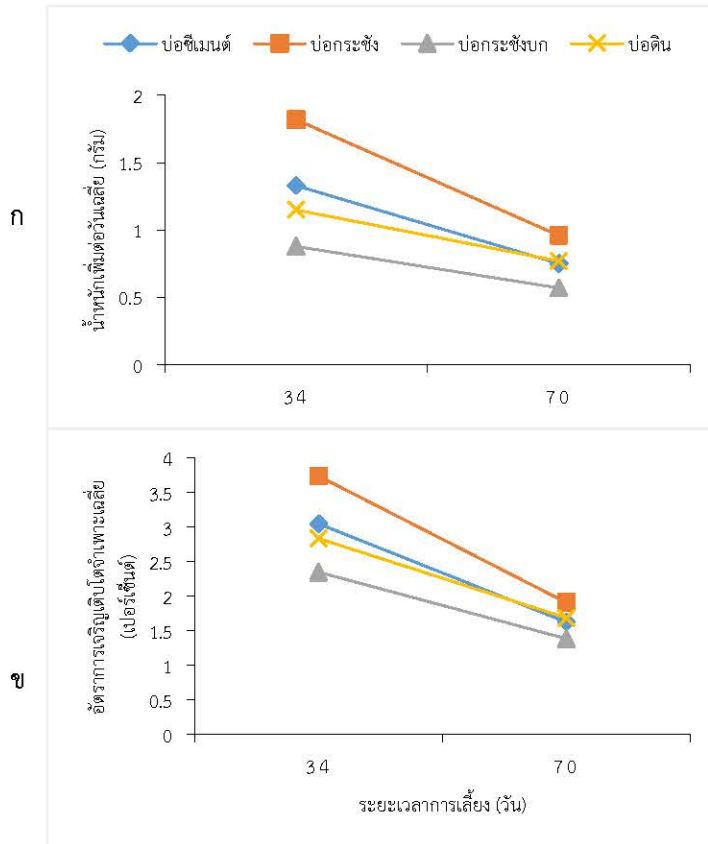 บ่อซีเมนต์ บ่อกระชัง บ่อกระชังบก บ่อดิน
ก
น้ำหนักเพิ่มต่อวันเฉลี่ย (กรัม)
2
1.5
1
0.5
0
34 70
ข
อัตราการเจริญเติบโตจำเพาะเฉลี่ย
(เปอร์เซ็นต์)
4
3.5
3
2.5
2
1.5
1
0.5
0
34 70
ระยะเวลาการเลี้ยง (วัน)